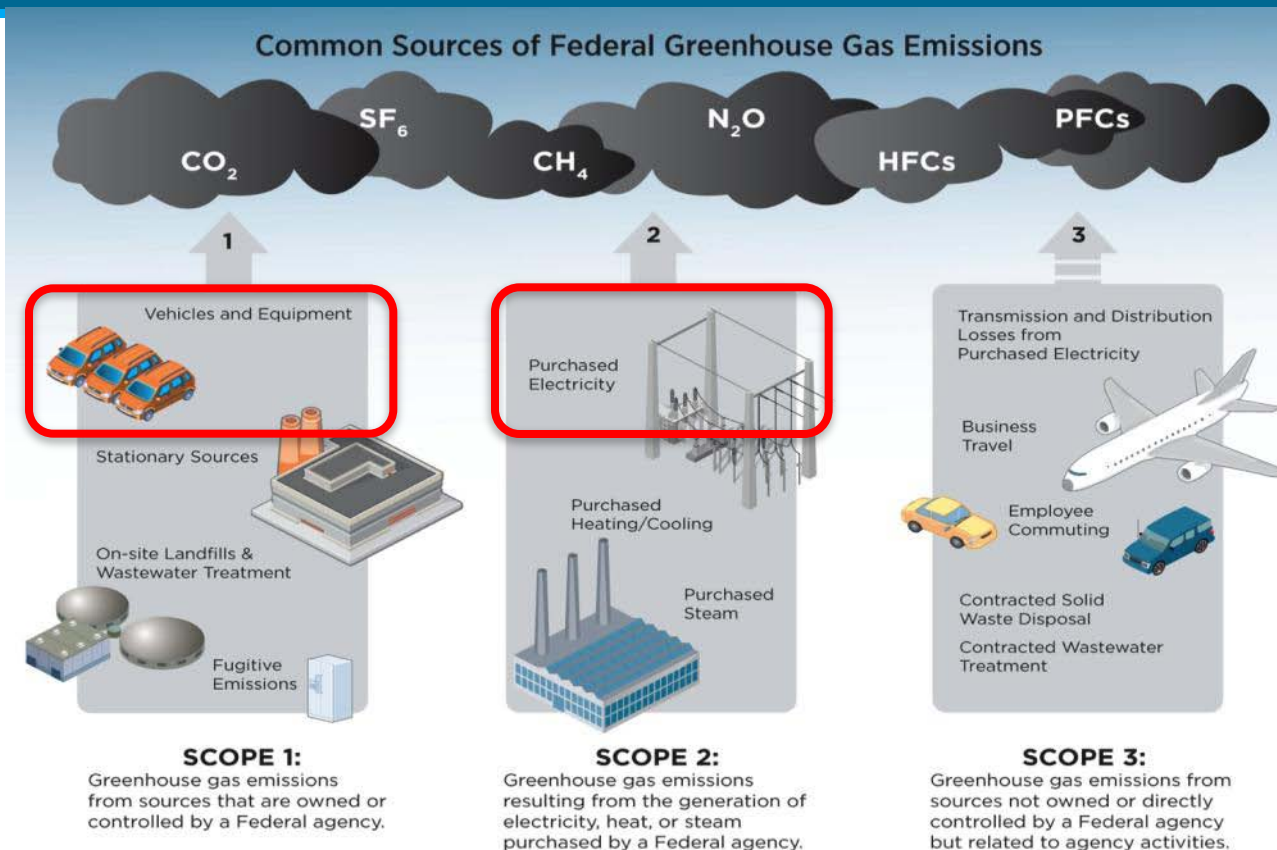 Common Sources of Federal Greenhouse Gas Emissions
CO₂
SF₆
CH₄
N₂O
HFCs
PFCs
1
Vehicles and Equipment
Stationary Sources
On-site Landfills &
Wastewater Treatment
Fugitive
Emissions
SCOPE 1:
Greenhouse gas emissions
from sources that are owned or
controlled by a Federal agency.
2
Purchased
Electricity
Purchased
Heating/Cooling
Purchased
Steam
SCOPE 2:
Greenhouse gas emissions
resulting from the generation of
electricity, heat, or steam
purchased by a Federal agency.
3
Transmission and Distribution
Losses from
Purchased Electricity
Business
Travel
Employee
Commuting
Contracted Solid
Waste Disposal
Contracted Wastewater
Treatment
SCOPE 3:
Greenhouse gas emissions from
sources not owned or directly
controlled by a Federal agency
but related to agency activities.